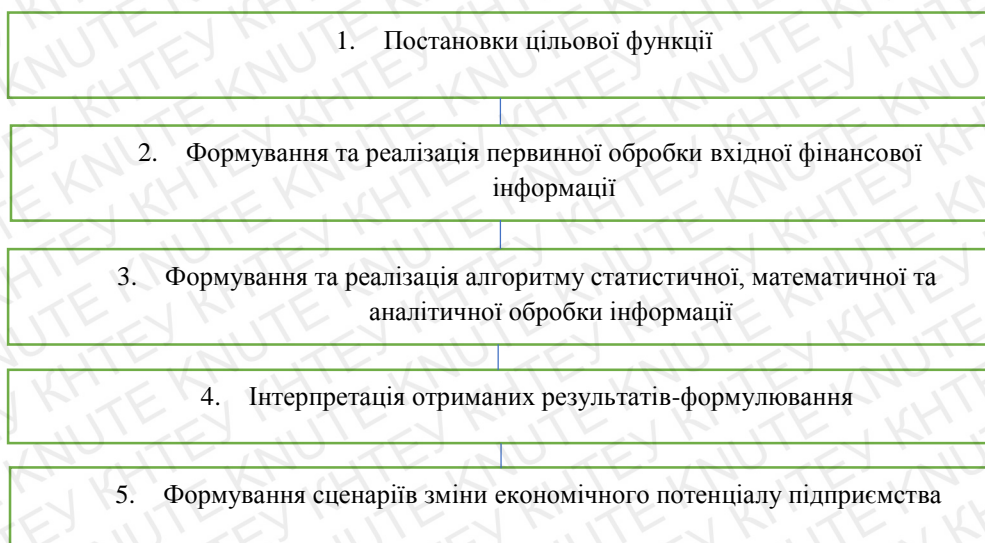 1. Постановки цільової функції
2. Формування та реалізація первинної обробки вхідної фінансової
інформації
3. Формування та реалізація алгоритму статистичної, математичної та
аналітичної обробки інформації
4. Інтерпретація отриманих результатів-формулювання
5. Формування сценаріїв зміни економічного потенціалу підприємства